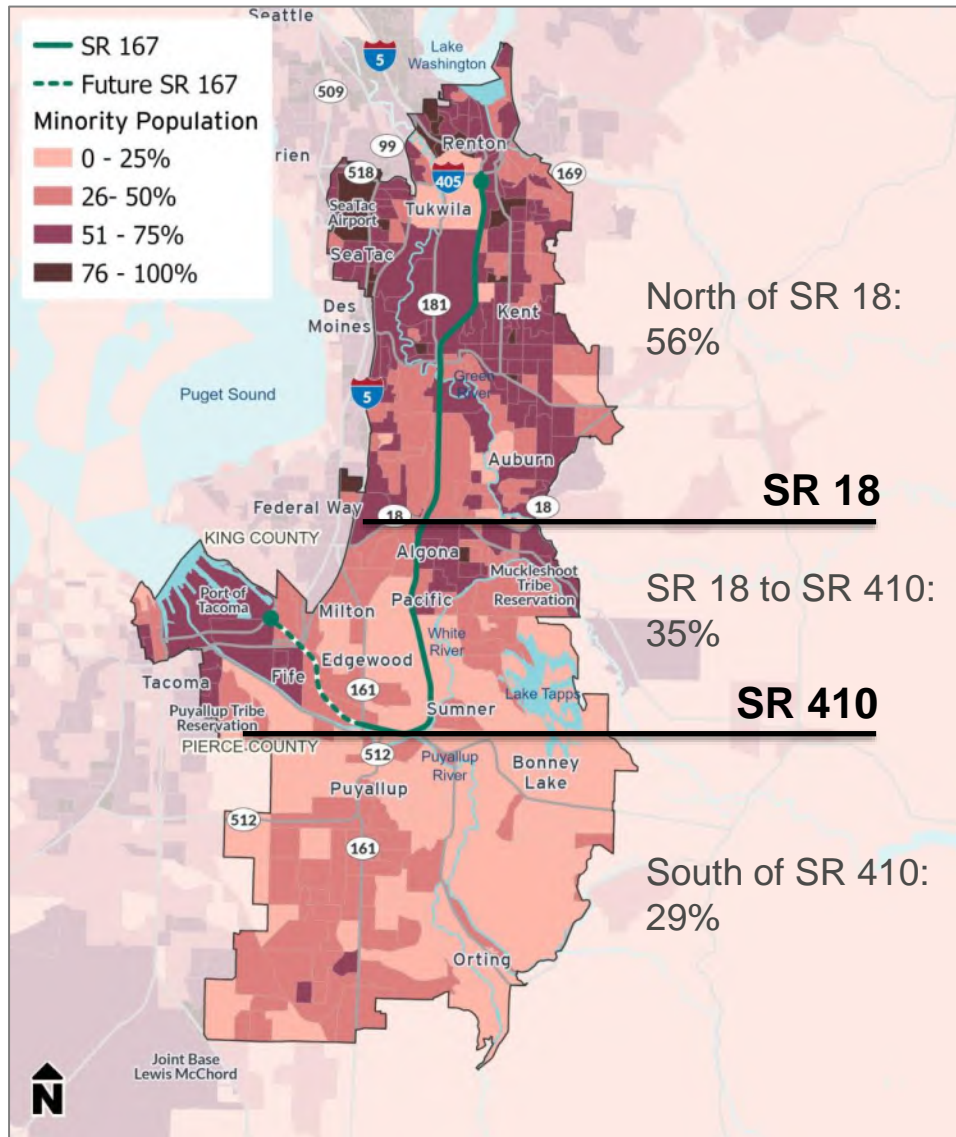 Seattle
SR 167
Future SR 167
Minority Population
0 - 25%
26- 50%
51 - 75%
76 - 100%
5
Lake
Washington
509
99
Renton
rien
518
405
169
SeaTac
Airport
Tukwila
SeaTac
181
Kent
Des
Moines
North of SR 18:
56%
Green
River
5
Puget Sound
Auburn
SR 18
Federal Way
18
18
KING COUNTY
Algona
Muckleshoot
Tribe
Reservation
SR 18 to SR 410:
35%
Port of
Tacoma
Milton
Pacific
White
River
Edgewood
Fife
161
Lake Tapps
Tacoma
Sumner
SR 410
Puyallup Tribe
Reservation
PIERCE COUNTY
512
Puyallup
River
Bonney
Lake
Puyallup
512
161
South of SR 410:
29%
Orting
Joint Base
Lewis McChord
N